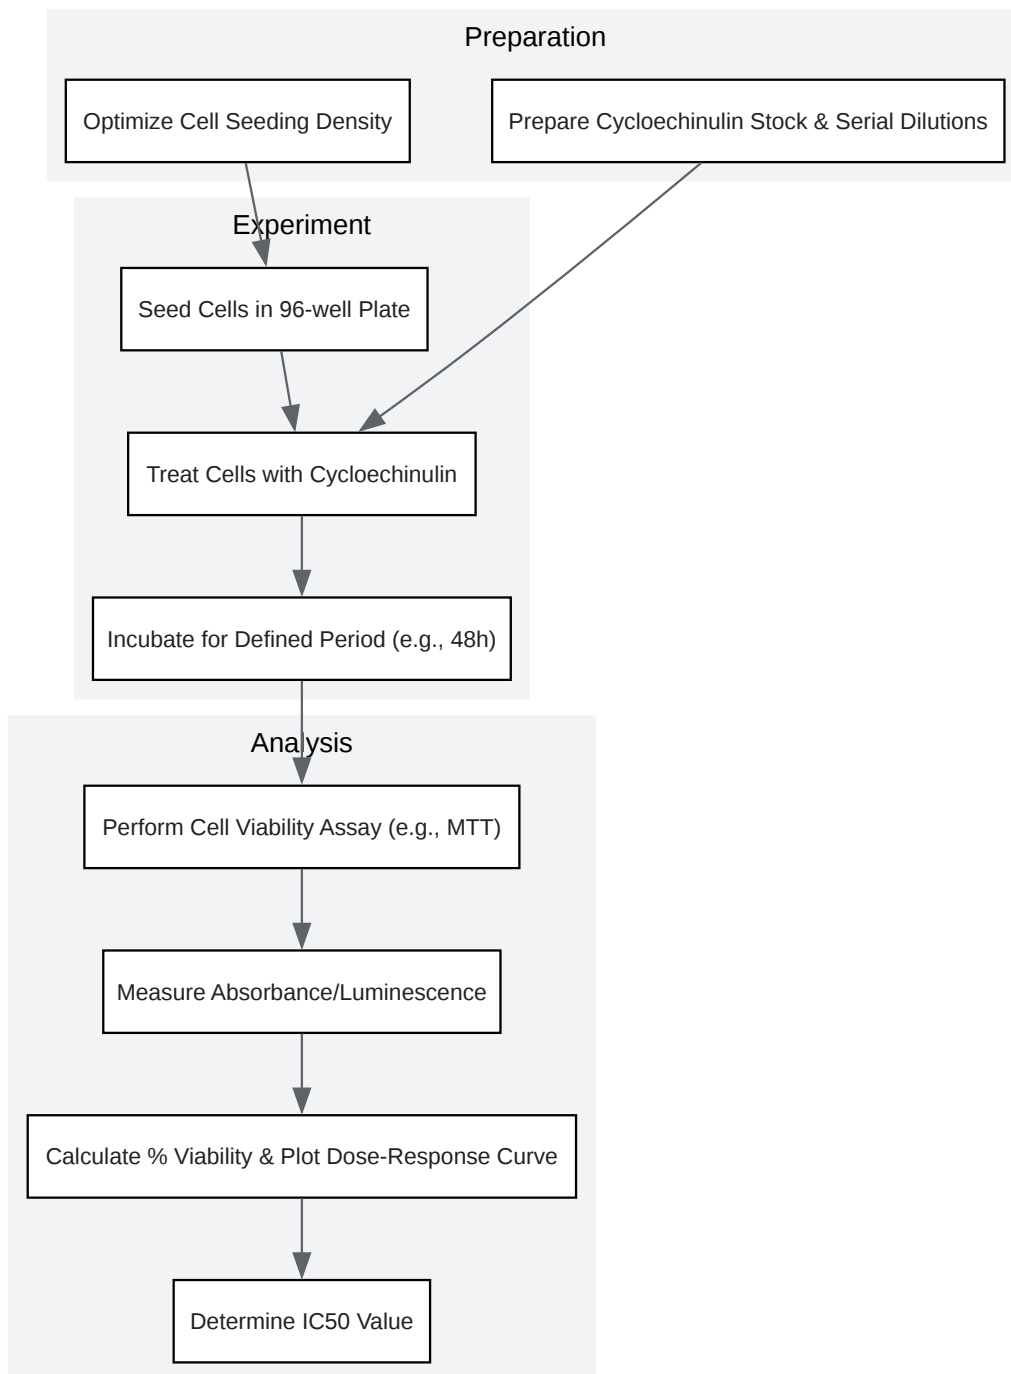 Preparation
Optimize Cell Seeding Density
Prepare Cycloechinulin Stock & Serial Dilutions
Experiment
Seed Cells in 96-well Plate
Treat Cells with Cycloechinulin
Incubate for Defined Period (e.g., 48h)
Analysis
Perform Cell Viability Assay (e.g., MTT)
Measure Absorbance/Luminescence
Calculate % Viability & Plot Dose-Response Curve
Determine IC50 Value